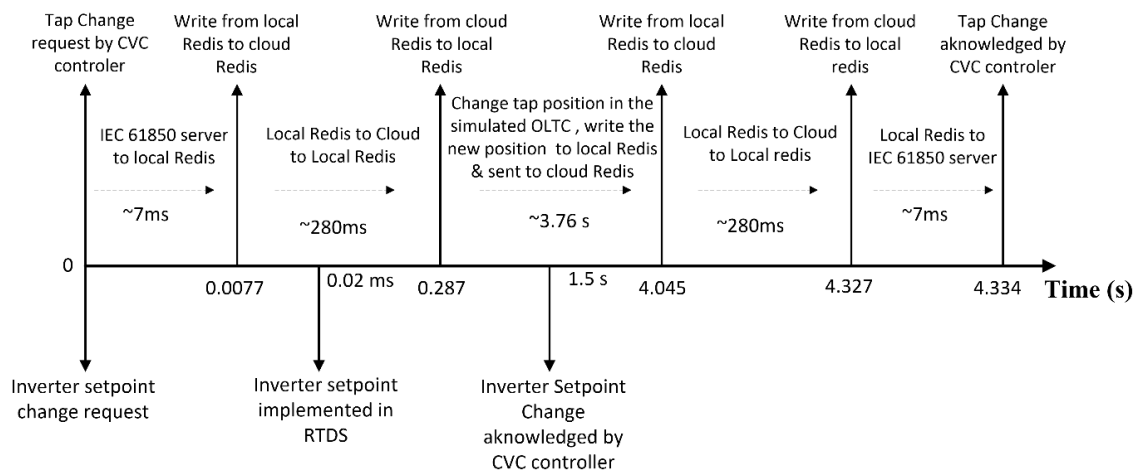 Tap Change
request by CVC
controler
Write from local
Redis to cloud
Redis
Write from cloud
Redis to local
Redis
Write from local
Redis to cloud
Redis
Write from cloud
Redis to local
redis
Tap Change
aknowledged by
CVC controler
IEC 61850 server
to local Redis
~7ms
Local Redis to Cloud
to Local Redis
~280ms
Change tap position in the
simulated OLTC , write the
new position to local Redis
& sent to cloud Redis
~3.76 s
Local Redis to Cloud
to Local redis
~280ms
Local Redis to
IEC 61850 server
~7ms
0
0.0077
0.02 ms
0.287
1.5 s
4.045
4.327
4.334
Time (s)
Inverter setpoint
change request
Inverter setpoint
implemented in
RTDS
Inverter Setpoint
Change
aknowledged by
CVC controller